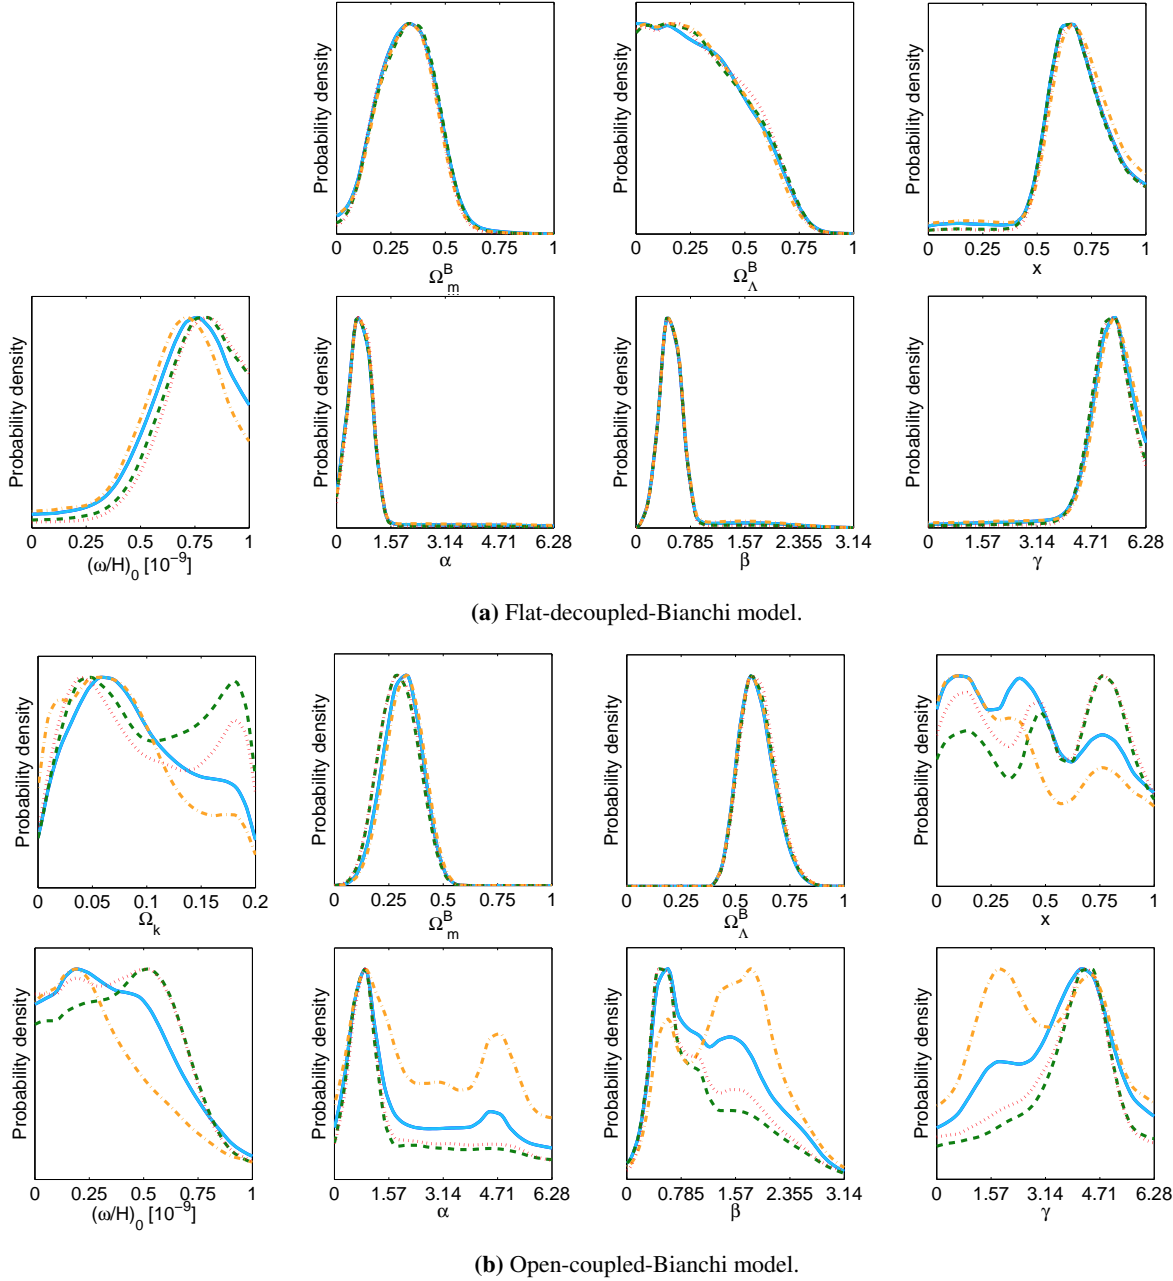 Probability density
0 0.25 0.5 0.75 1
Ω_m^B
Probability density
0 0.25 0.5 0.75 1
Ω_Λ^B
Probability density
0 0.25 0.5 0.75 1
x
Probability density
0 0.25 0.5 0.75 1
(ω/H)_0 [10^−9]
Probability density
0 1.57 3.14 4.71 6.28
α
Probability density
0 0.785 1.57 2.355 3.14
β
Probability density
0 1.57 3.14 4.71 6.28
γ
(a) Flat-decoupled-Bianchi model.
Probability density
0 0.05 0.1 0.15 0.2
Ω_k
Probability density
0 0.25 0.5 0.75 1
Ω_m^B
Probability density
0 0.25 0.5 0.75 1
Ω_Λ^B
Probability density
0 0.25 0.5 0.75 1
x
Probability density
0 0.25 0.5 0.75 1
(ω/H)_0 [10^−9]
Probability density
0 1.57 3.14 4.71 6.28
α
Probability density
0 0.785 1.57 2.355 3.14
β
Probability density
0 1.57 3.14 4.71 6.28
γ
(b) Open-coupled-Bianchi model.